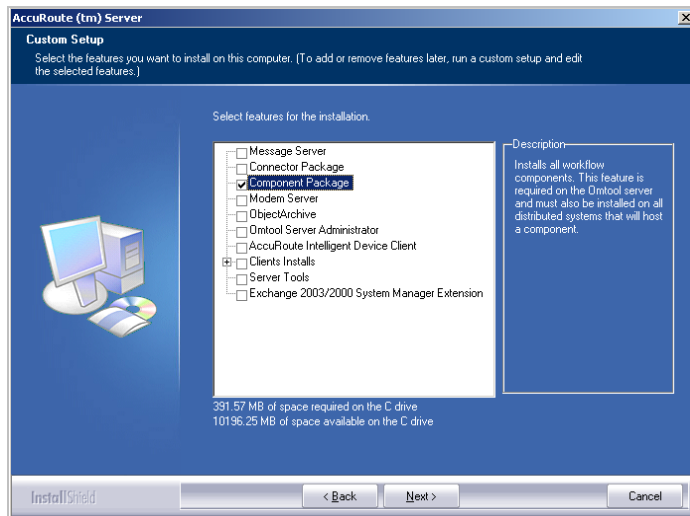 AccuRoute (tm) Server
Custom Setup
Select the features you want to install on this computer. (To add or remove features later, run a custom setup and edit
the selected features.)
Select features for the installation.
Message Server
Connector Package
Component Package
Modem Server
ObjectArchive
Omtool Server Administrator
AccuRoute Intelligent Device Client
Clients Installs
Server Tools
Exchange 2003/2000 System Manager Extension
Description
Installs all workflow
components. This feature is
required on the Omtool server
and must also be installed on all
distributed systems that will host
a component.
391.57 MB of space required on the C drive
10196.25 MB of space available on the C drive
InstallShield
< Back
Next >
Cancel